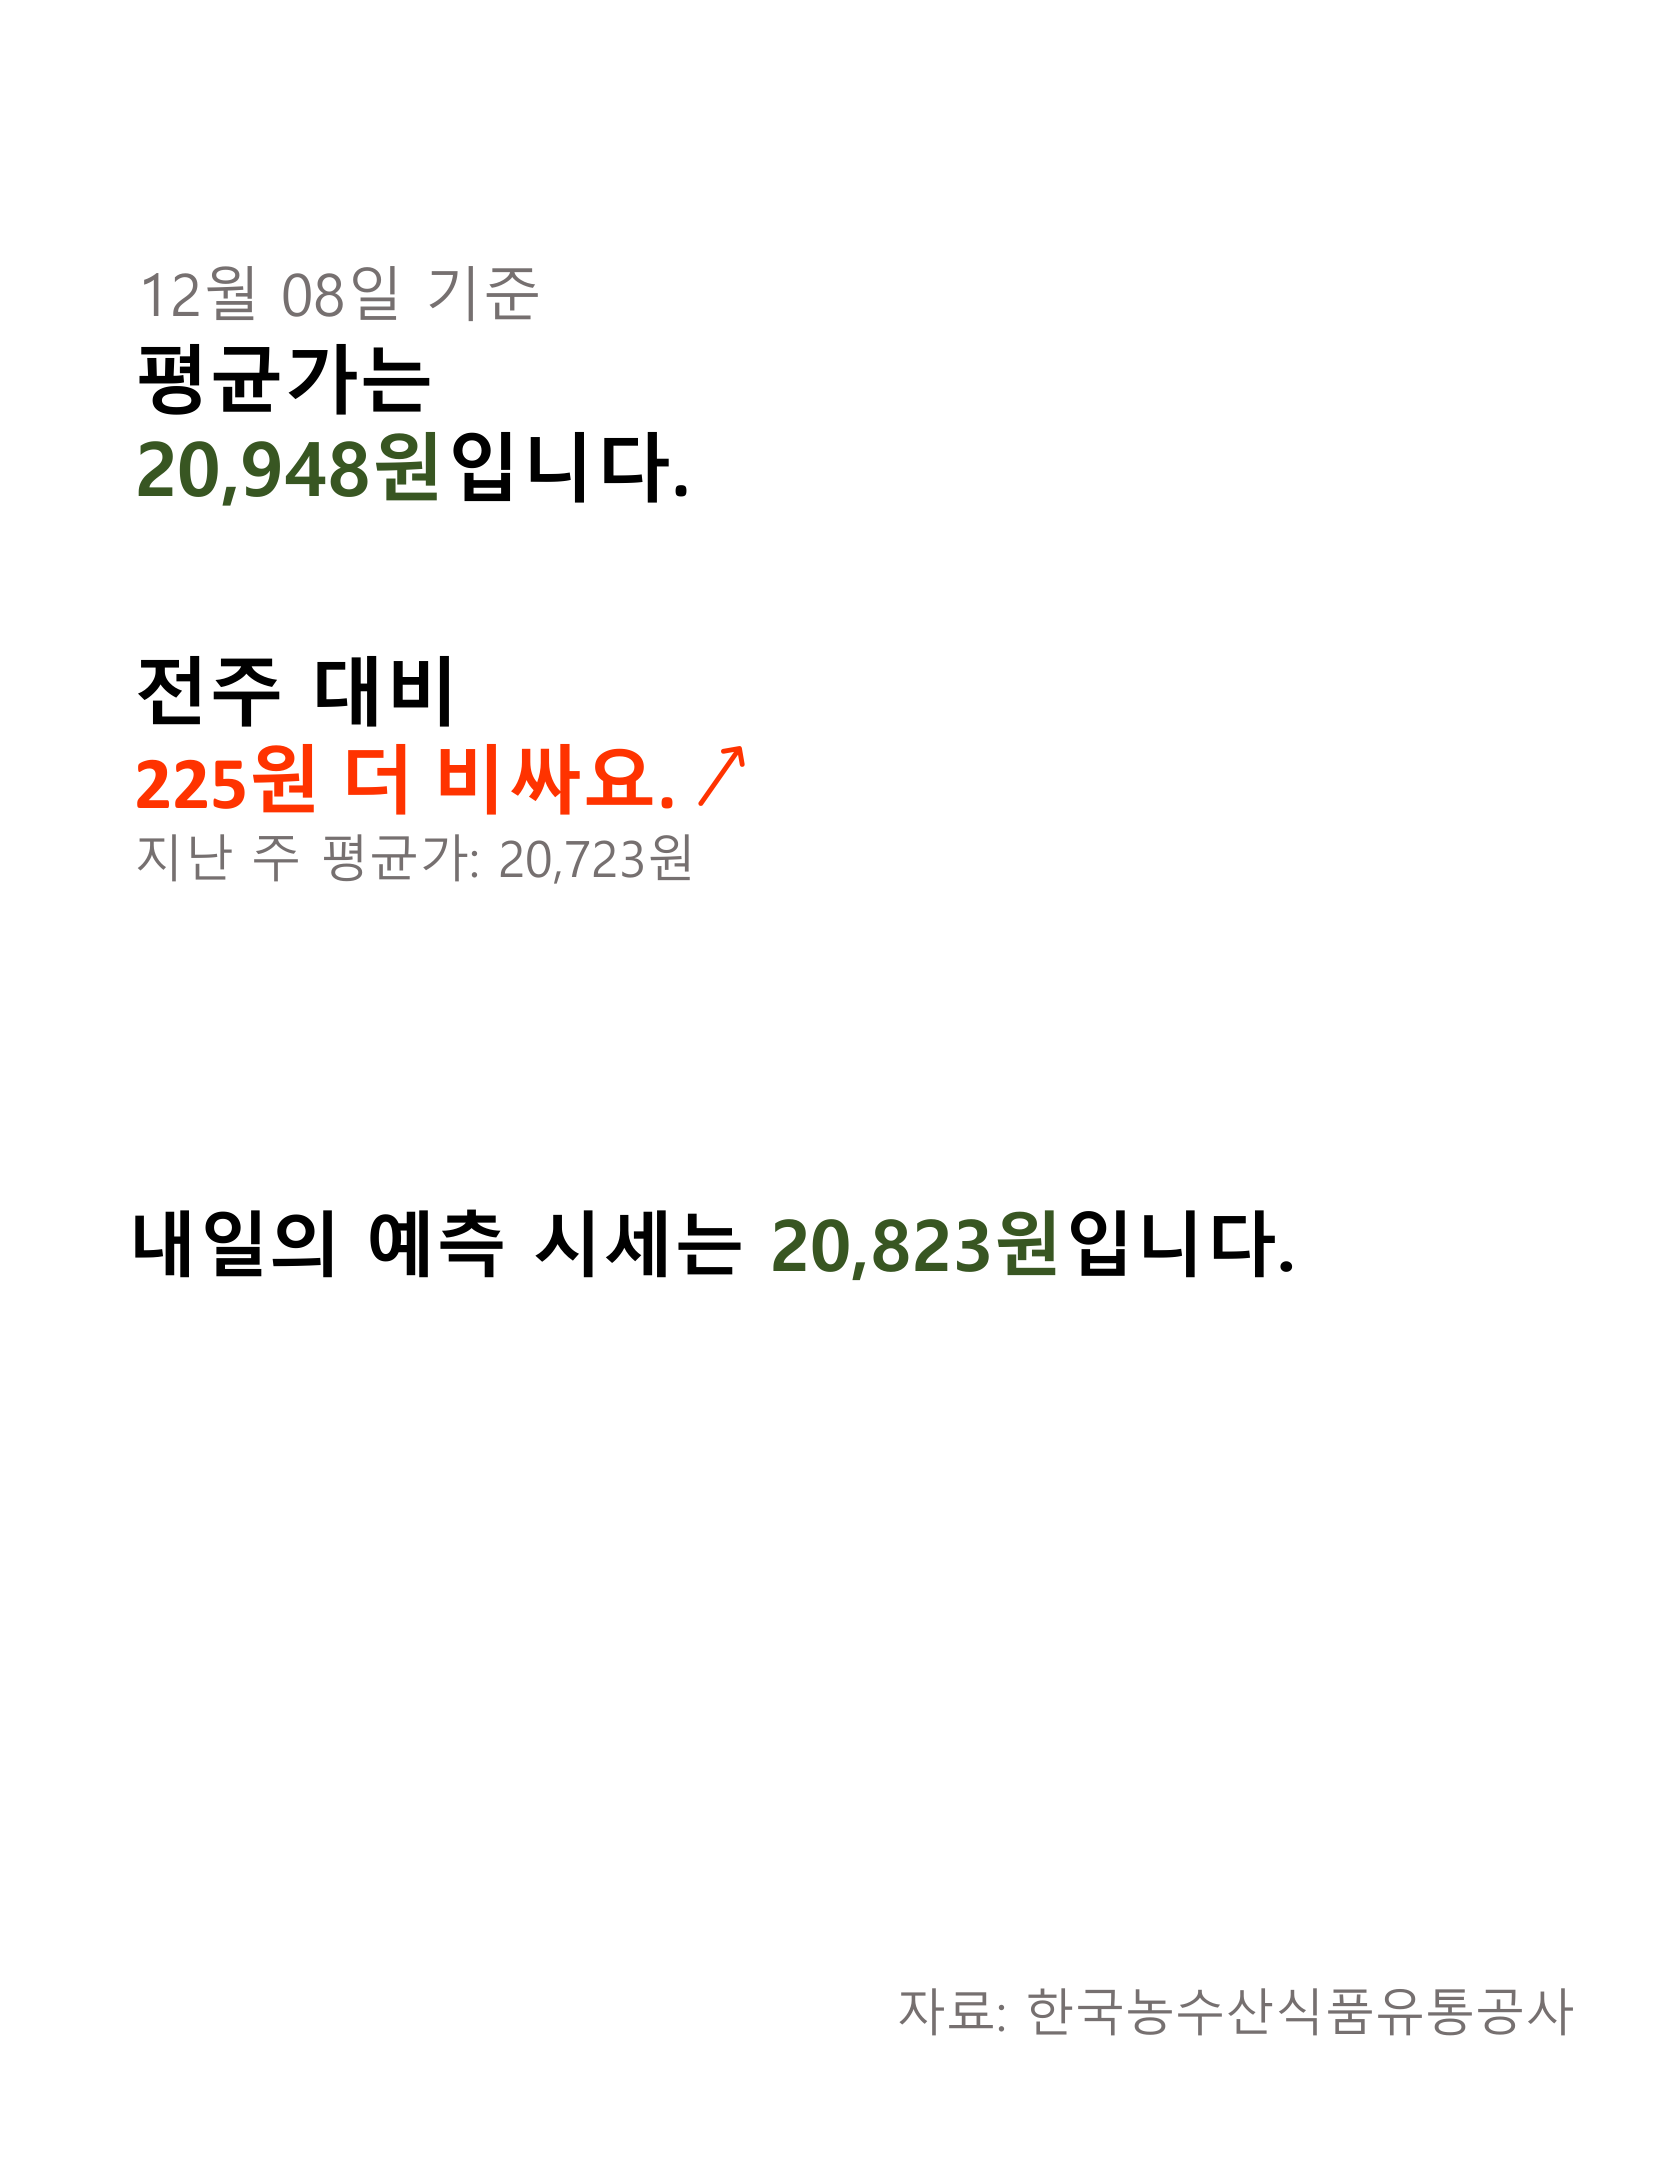 12월 08일 기준
평균가는
20,948원입니다.
전주 대비
225원 더 비싸요. ↗
지난 주 평균가: 20,723원
내일의 예측 시세는 20,823원입니다.
자료: 한국농수산식품유통공사